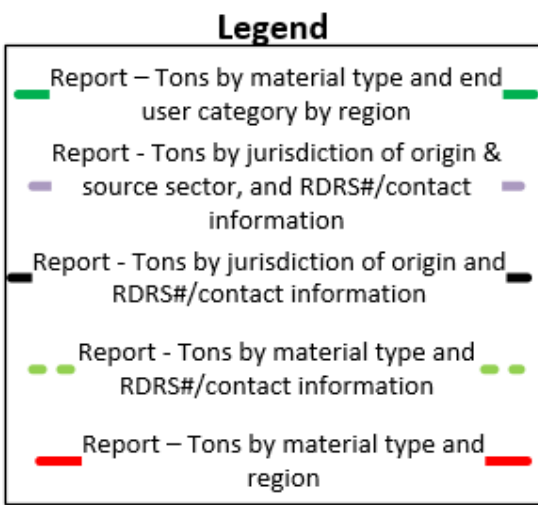 Legend
Report – Tons by material type and end
user category by region
Report - Tons by jurisdiction of origin &
source sector, and RDRS#/contact
information
Report - Tons by jurisdiction of origin and
RDRS#/contact information
Report - Tons by material type and
RDRS#/contact information
Report – Tons by material type and
region